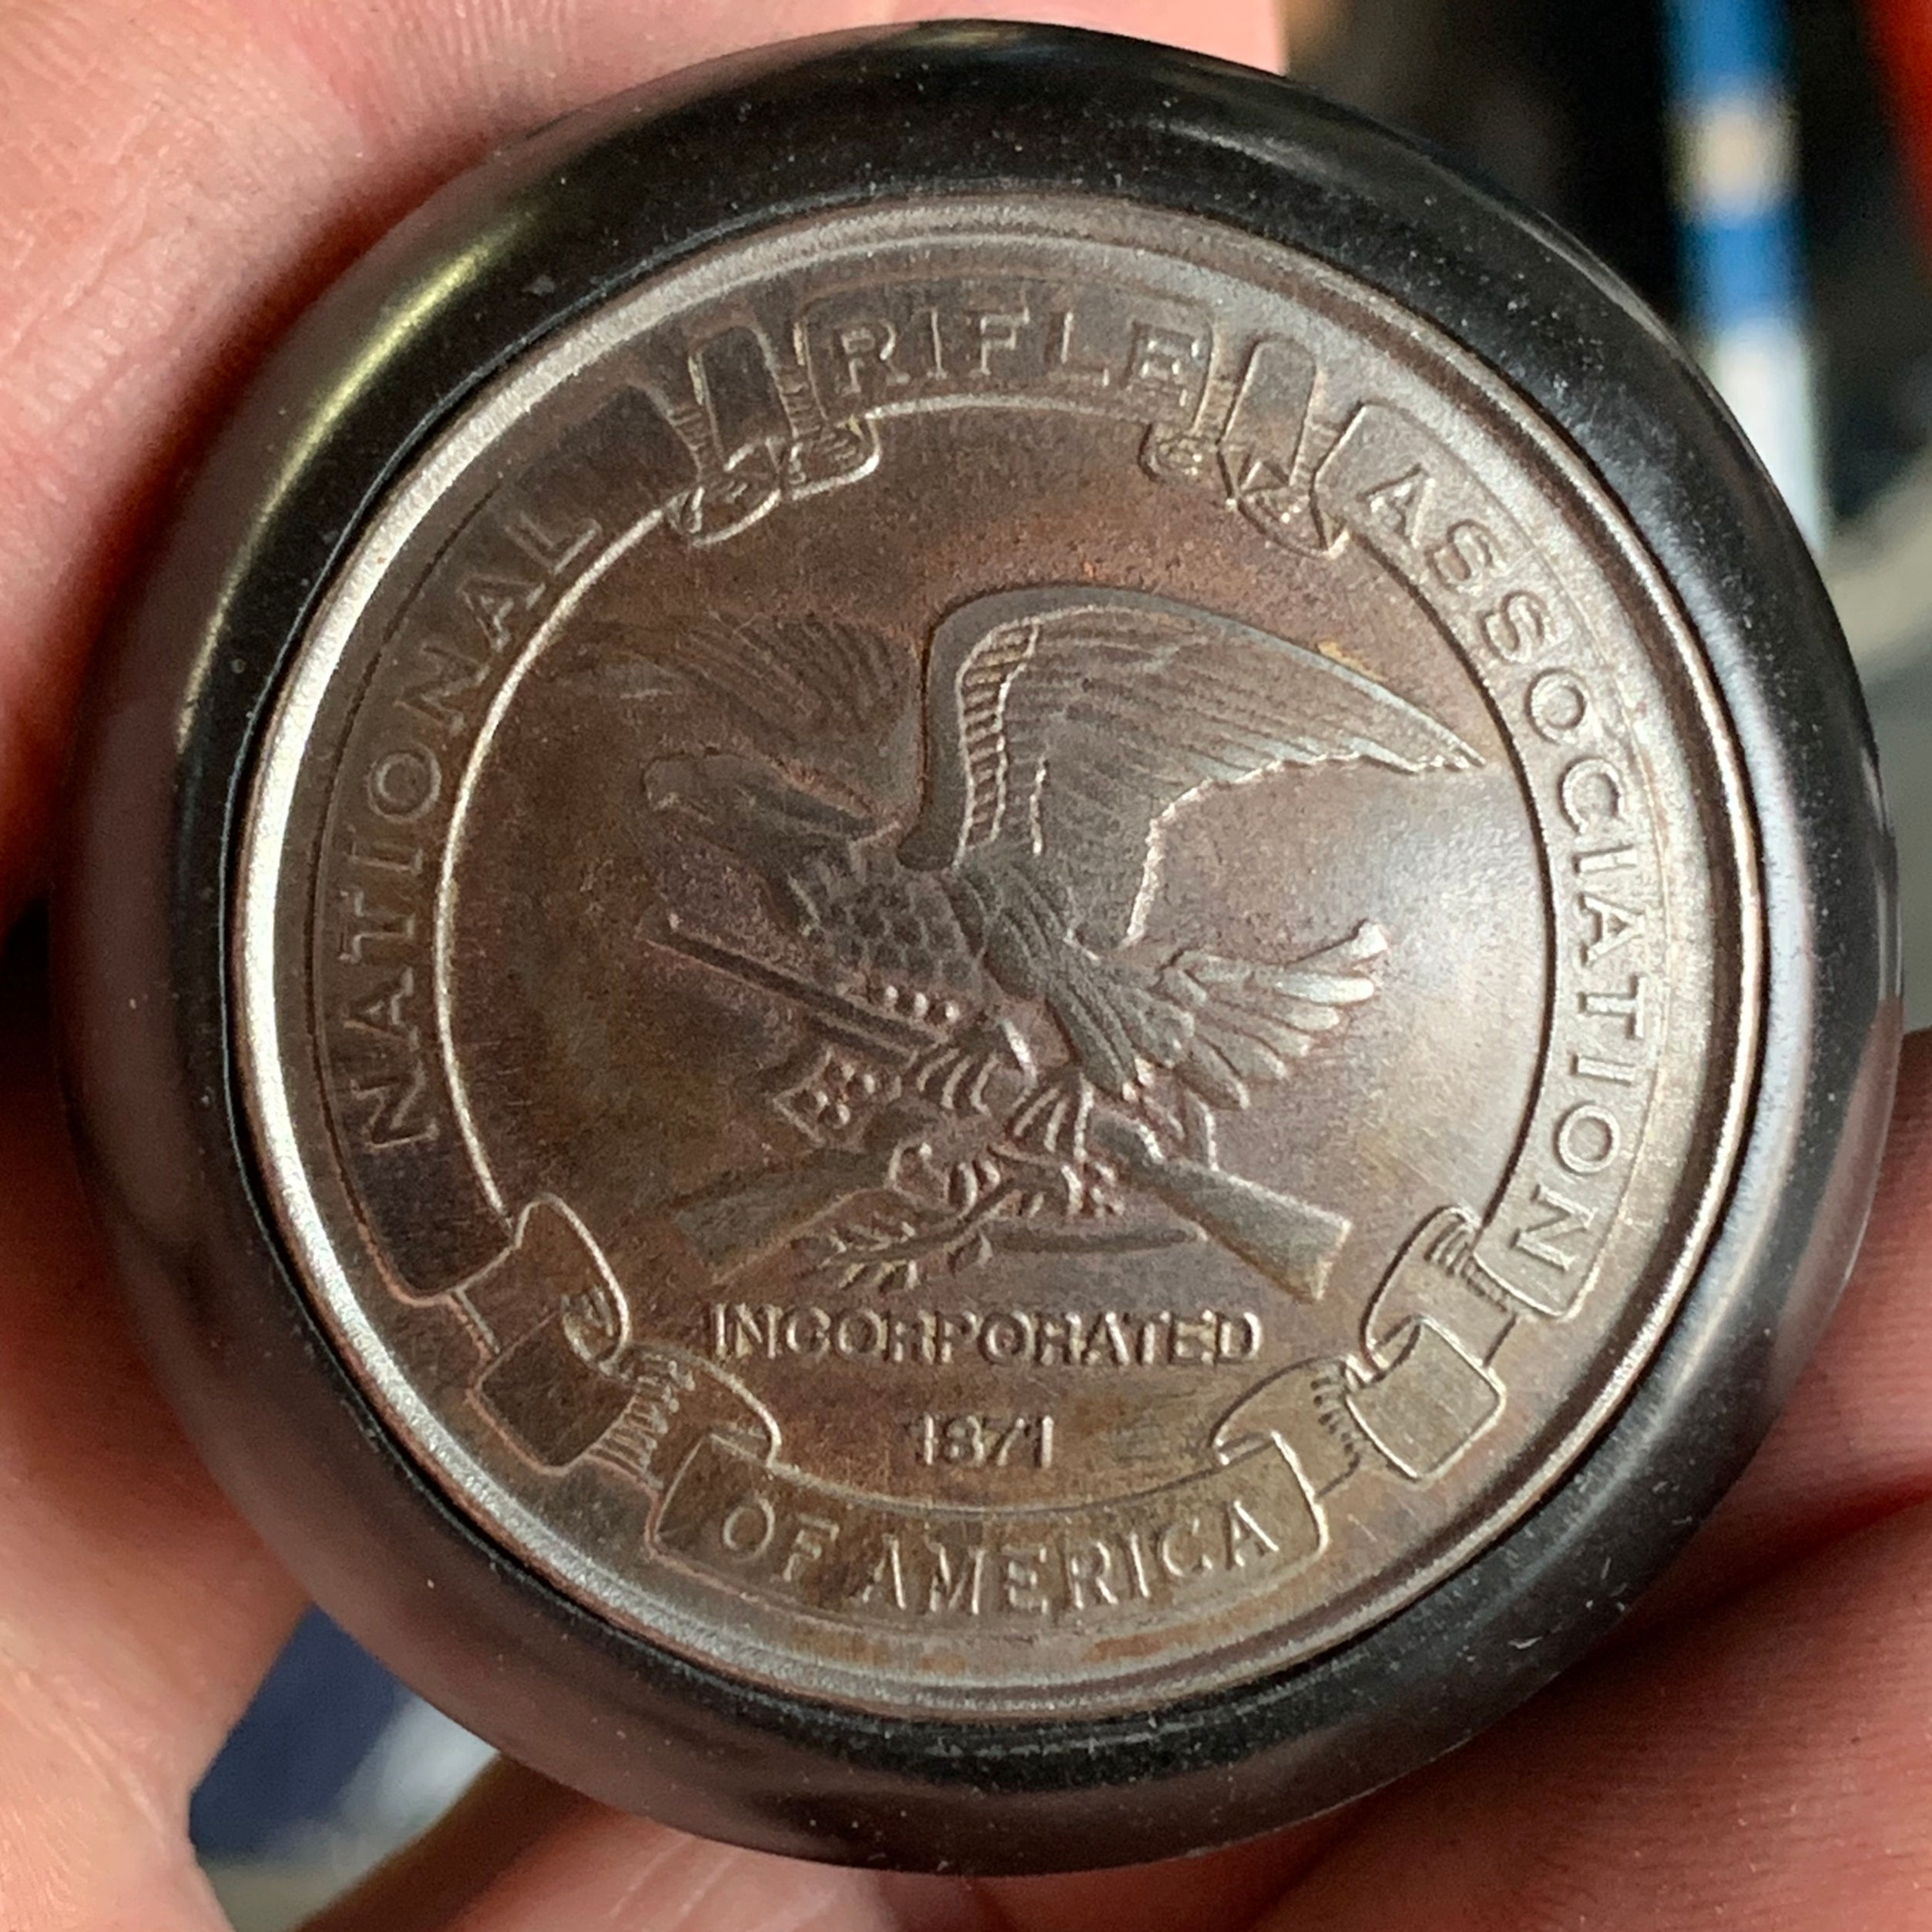 NATIONAL RIFLE ASSOCIATION
INCORPORATED
1871
OF AMERICA